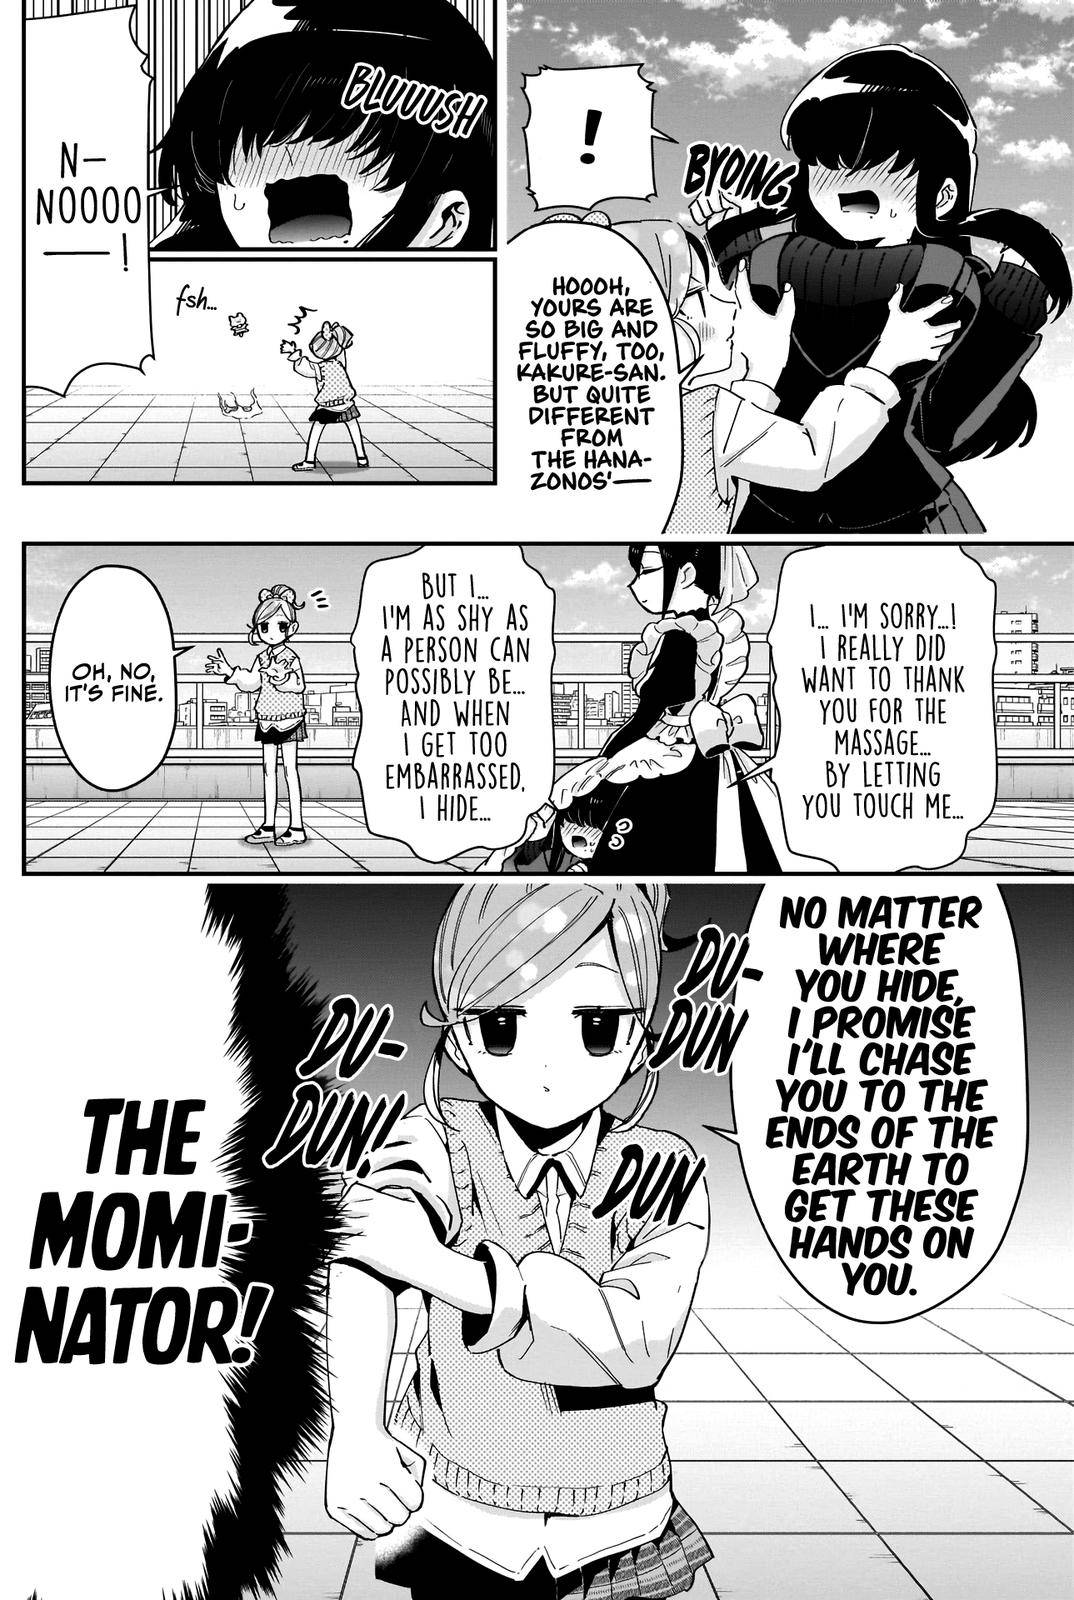 !
BYOING
HOOOH,
YOURS ARE
SO BIG AND
FLUFFY, TOO,
KAKURE-SAN.
BUT QUITE
DIFFERENT
FROM
THE HANA-
ZONOS'—
BLUUUSH
N-
NOOOO
—!
fsh...
I... I'M SORRY...!
I REALLY DID
WANT TO THANK
YOU FOR THE
MASSAGE...
BY LETTING
YOU TOUCH ME...
BUT I...
I'M AS SHY AS
A PERSON CAN
POSSIBLY BE...
AND WHEN
I GET TOO
EMBARRASSED,
I HIDE...
OH, NO,
IT'S FINE.
NO MATTER
WHERE
YOU HIDE,
I PROMISE
I'LL CHASE
YOU TO THE
ENDS OF THE
EARTH TO
GET THESE
HANDS ON
YOU.
DU-
DUN
DUN
DU-
DUN!
THE
MOMI-
NATOR!